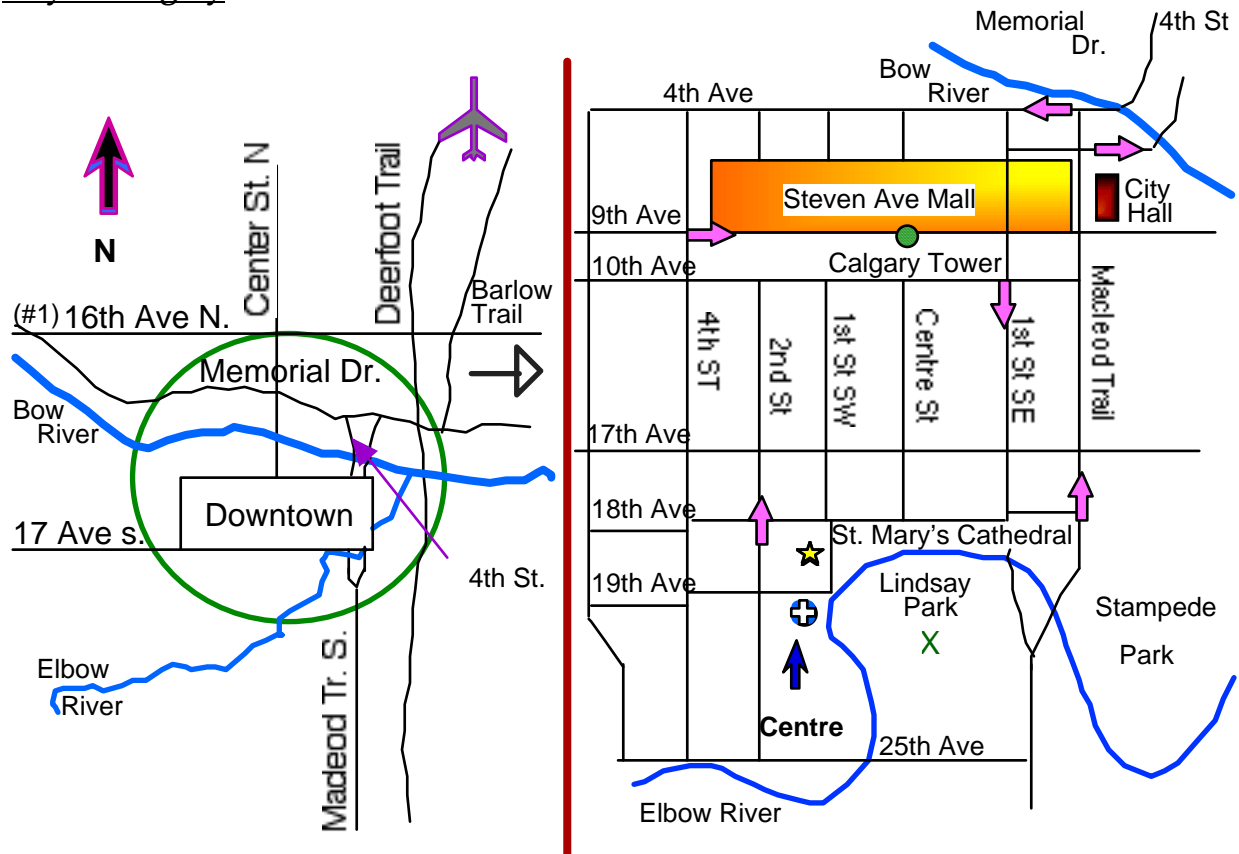 Memorial
Dr.
4th St
Bow
River
4th Ave
Center St. N
Deerfoot Trail
N
Steven Ave Mall
City
Hall
9th Ave
10th Ave
Calgary Tower
(#1) 16th Ave N.
Barlow
Trail
Memorial Dr.
Bow
River
4th ST
2nd St
1st St SW
Centre St
1st St SE
Macleod Trail
17th Ave
Downtown
17 Ave s.
18th Ave
St. Mary's Cathedral
4th St.
19th Ave
Lindsay
Park
X
Stampede
Park
Elbow
River
Madeod Tr. S.
Centre
25th Ave
Elbow River